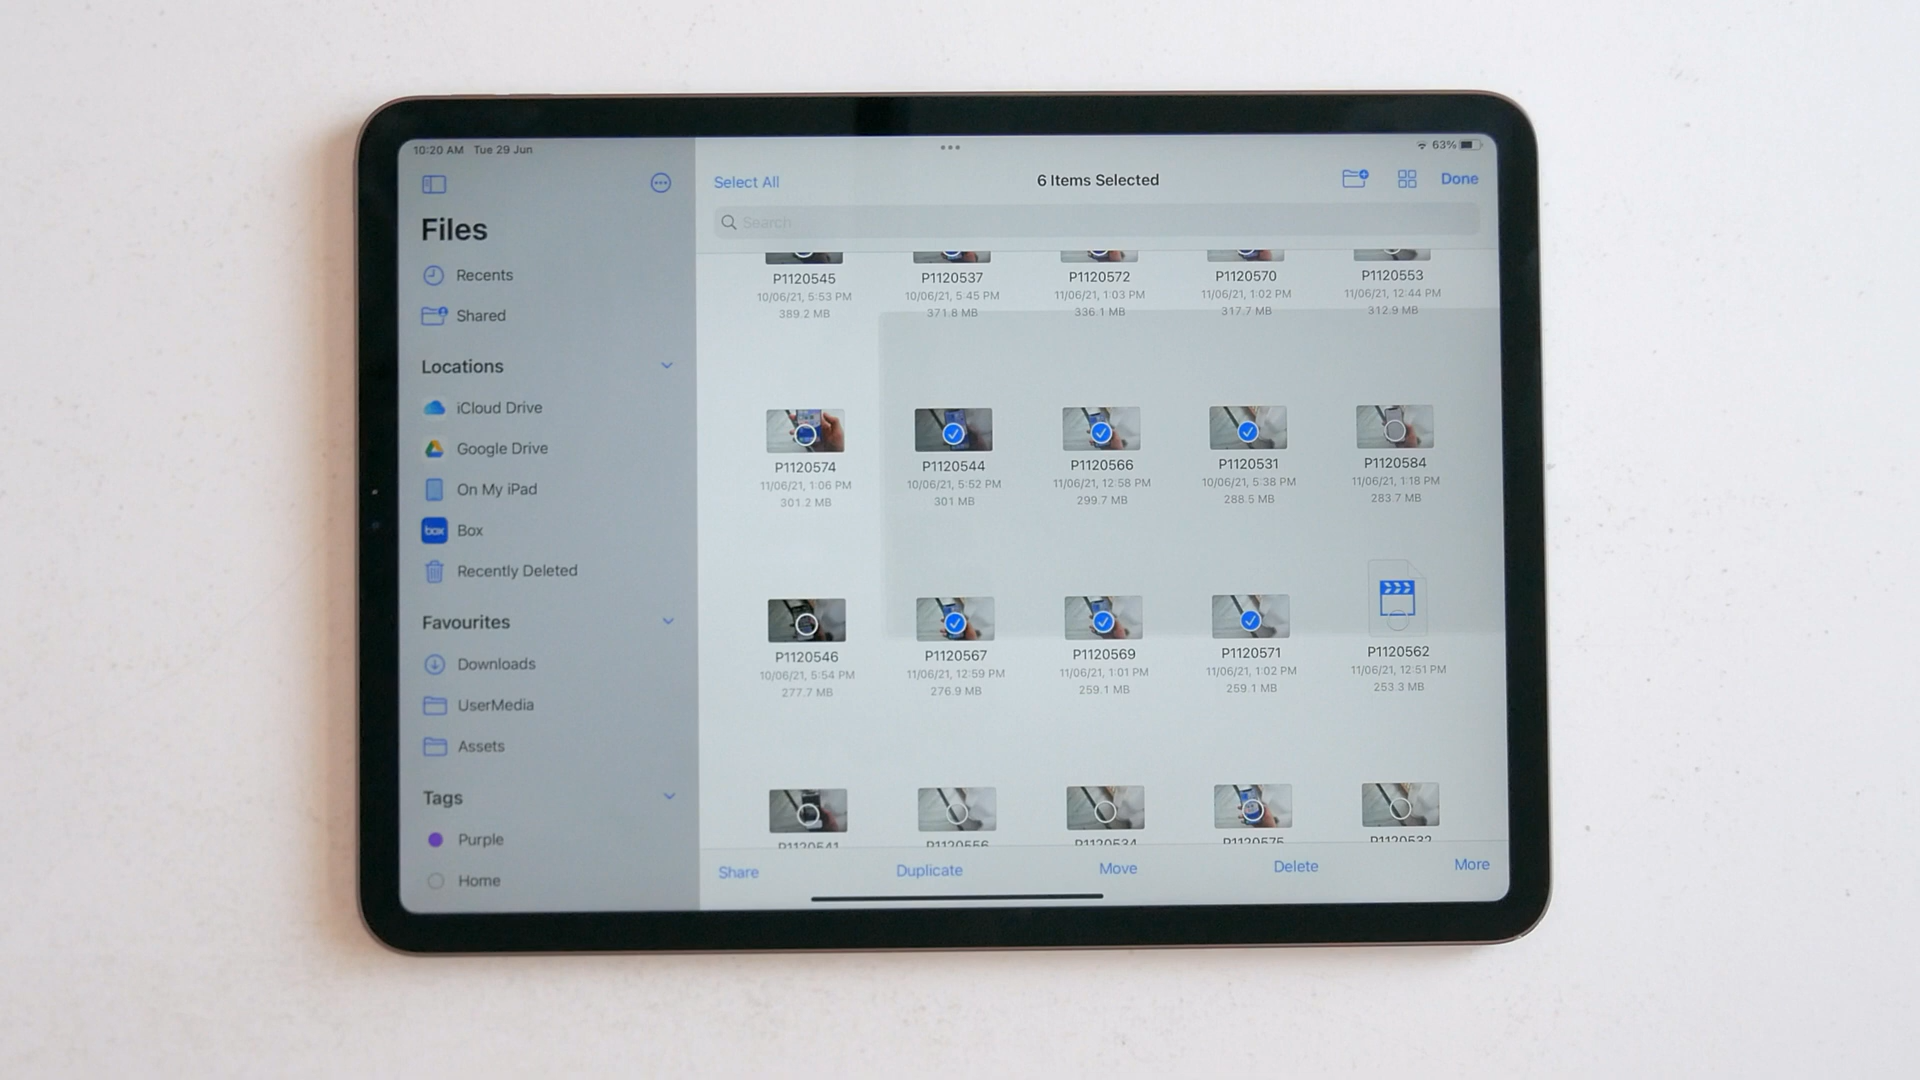 10:20 AM Tue 29 Jun
63%
Files
Recents
Shared
Locations
iCloud Drive
Google Drive
On My iPad
box
Box
Recently Deleted
Favourites
Downloads
UserMedia
Assets
Tags
Purple
Home
Select All
6 Items Selected
Done
Search
P1120545 P1120537 P1120572 P1120570 P1120553
10/06/21, 5:53 PM 10/06/21, 5:45 PM 11/06/21, 1:03 PM 11/06/21, 1:02 PM 11/06/21, 12:44 PM
389.2 MB 371.8 MB 336.1 MB 317.7 MB 312.9 MB
P1120574 P1120544 P1120566 P1120531 P1120584
11/06/21, 1:06 PM 10/06/21, 5:52 PM 11/06/21, 12:58 PM 10/06/21, 5:38 PM 11/06/21, 1:18 PM
301.2 MB 301 MB 299.7 MB 288.5 MB 283.7 MB
P1120546 P1120567 P1120569 P1120571 P1120562
10/06/21, 5:54 PM 11/06/21, 12:59 PM 11/06/21, 1:01 PM 11/06/21, 1:02 PM 11/06/21, 12:51 PM
277.7 MB 276.9 MB 259.1 MB 259.1 MB 253.3 MB
P1120541 P1120556 P1120534 P1120575 P1120532
Share Duplicate Move Delete More